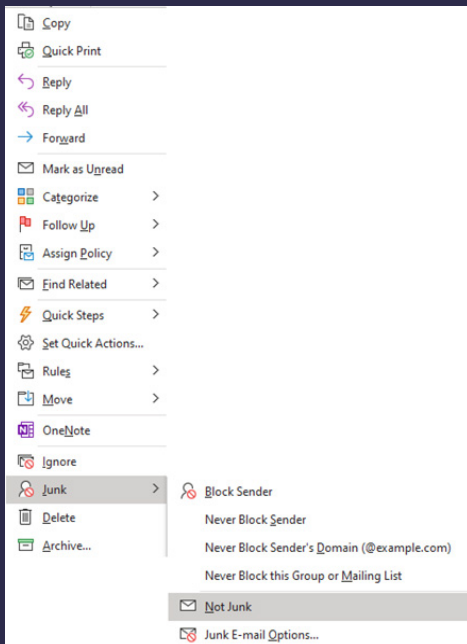 Copy
Quick Print
Reply
Reply All
Forward
Mark as Unread
Categorize
Follow Up
Assign Policy
Find Related
Quick Steps
Set Quick Actions...
Rules
Move
OneNote
Ignore
Junk
Delete
Archive...
Block Sender
Never Block Sender
Never Block Sender's Domain (@example.com)
Never Block this Group or Mailing List
Not Junk
Junk E-mail Options...